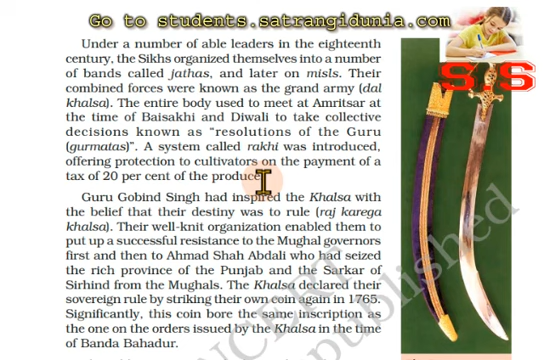 Go to students.satrangidunia.com
S.S
Under a number of able leaders in the eighteenth
century, the Sikhs organized themselves into a number
of bands called jathas, and later on misls. Their
combined forces were known as the grand army (dal
khalsa). The entire body used to meet at Amritsar at
the time of Baisakhi and Diwali to take collective
decisions known as "resolutions of the Guru
(gurmatas)". A system called rakhi was introduced,
offering protection to cultivators on the payment of a
tax of 20 per cent of the produce.
Guru Gobind Singh had inspired the Khalsa with
the belief that their destiny was to rule (raj karega
khalsa). Their well-knit organization enabled them to
put up a successful resistance to the Mughal governors
first and then to Ahmad Shah Abdali who had seized
the rich province of the Punjab and the Sarkar of
Sirhind from the Mughals. The Khalsa declared their
sovereign rule by striking their own coin again in 1765.
Significantly, this coin bore the same inscription as
the one on the orders issued by the Khalsa in the time
of Banda Bahadur.
NCERT
published